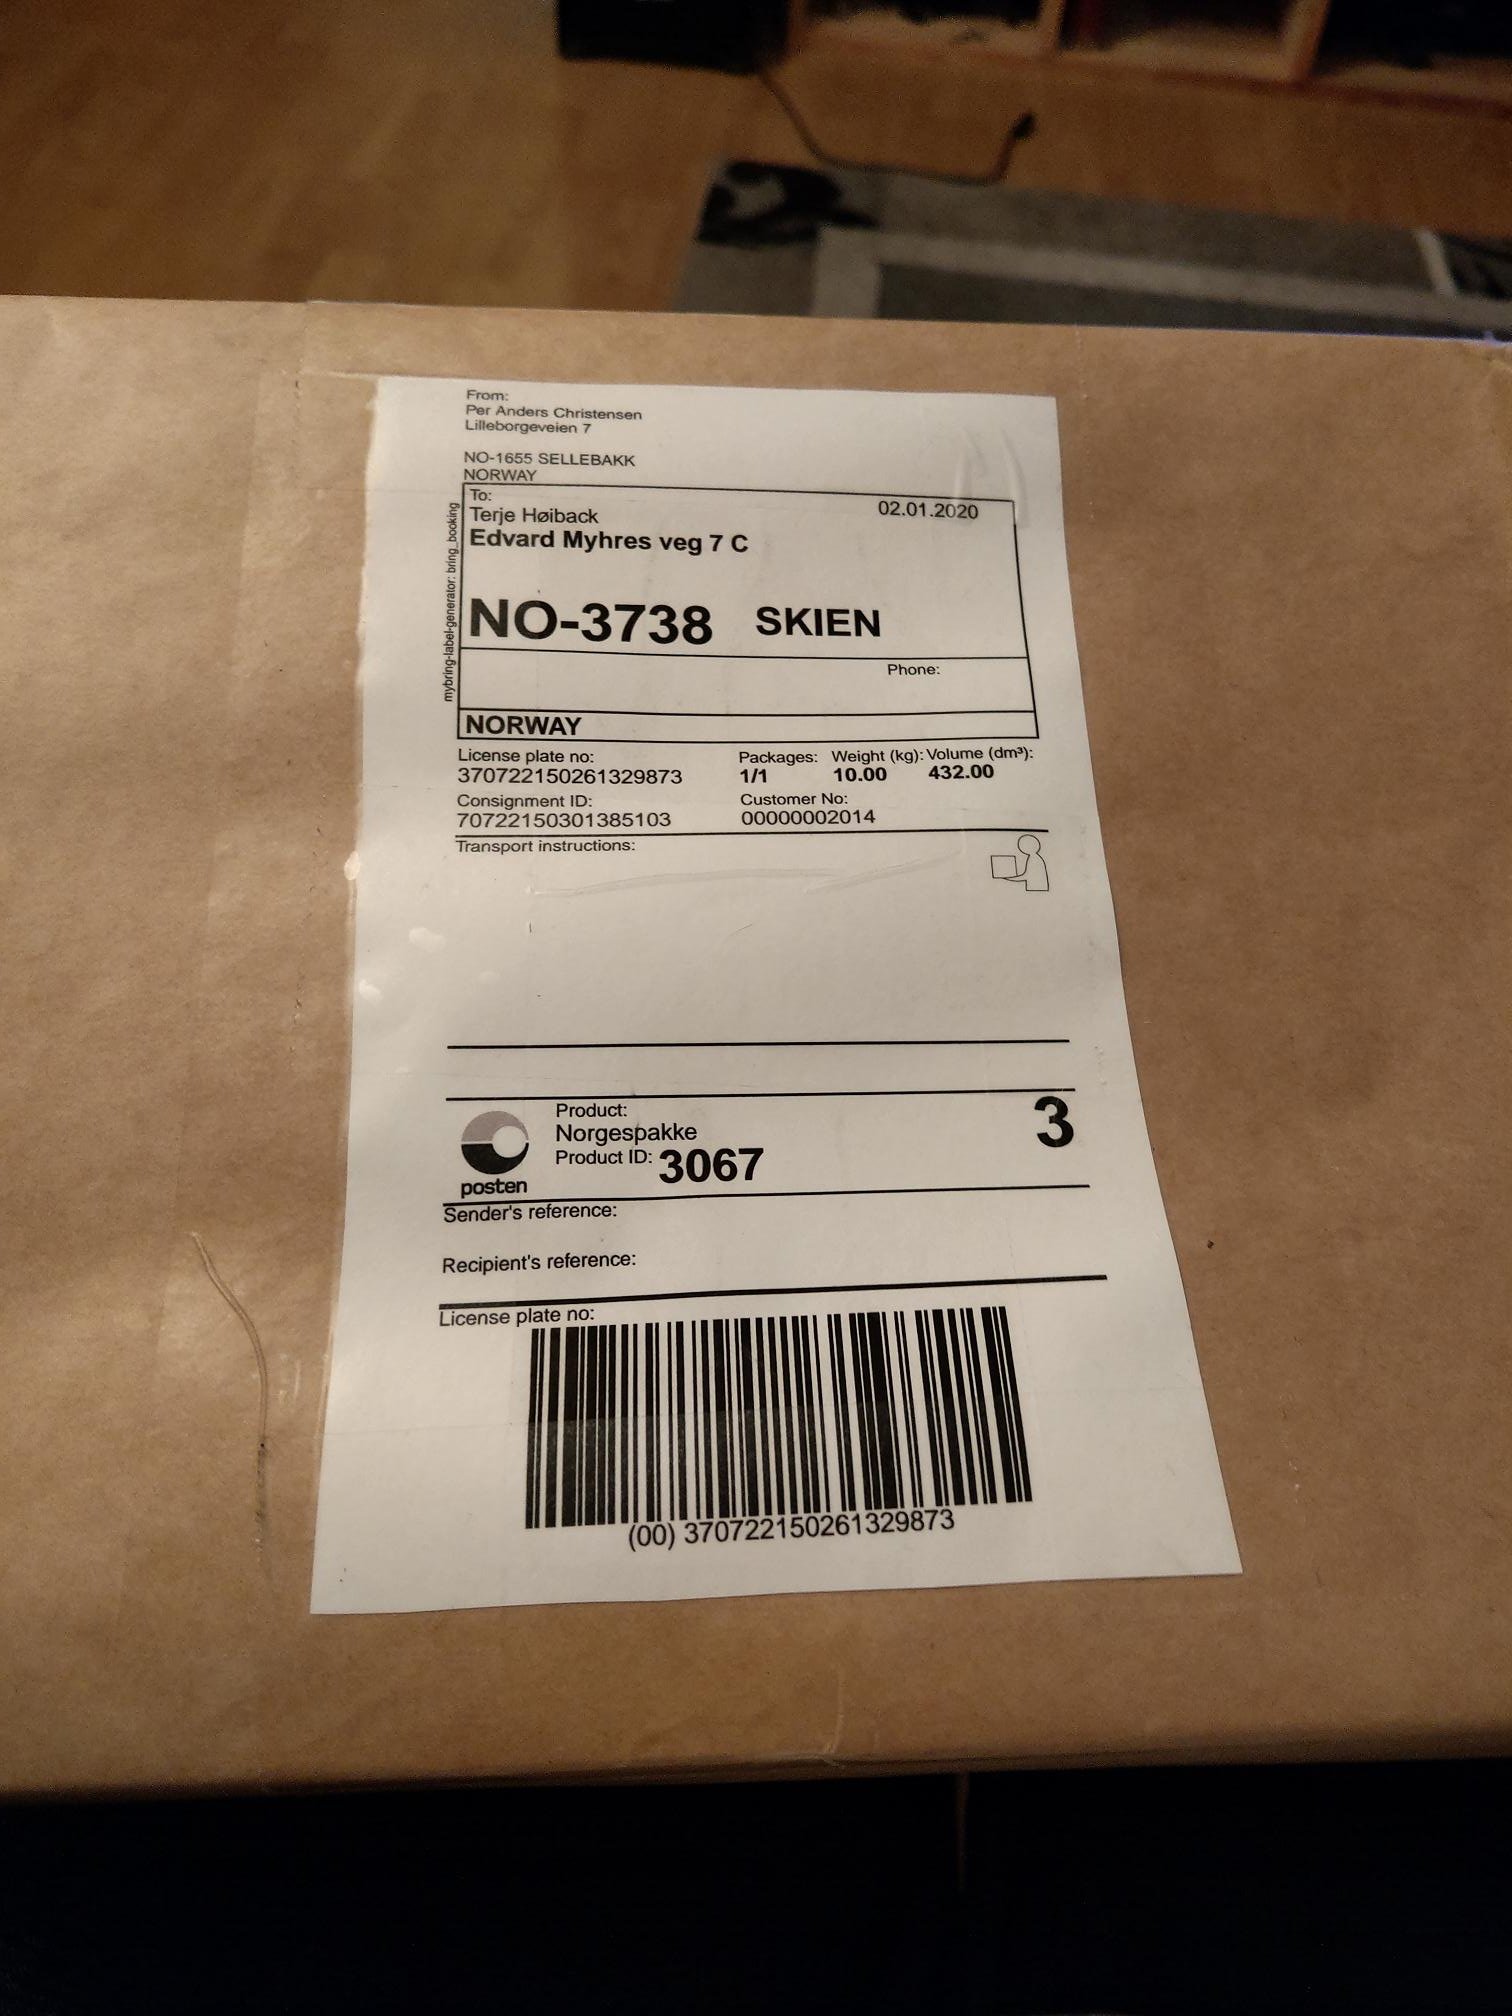 From:
Per Anders Christensen
Lilleborgeveien 7
NO-1655 SELLEBAKK
NORWAY
To:
02.01.2020
Terje Høiback
Edvard Myhres veg 7 C
NO-3738 SKIEN
Phone:
NORWAY
mybring-label-generator: bring_booking
License plate no: Packages: Weight (kg): Volume (dm³):
370722150261329873 1/1 10.00 432.00
Consignment ID: Customer No:
70722150301385103 00000002014
Transport instructions:
Product:
Norgespakke
Product ID: 3067
3
posten
Sender's reference:
Recipient's reference:
License plate no:
(00) 370722150261329873